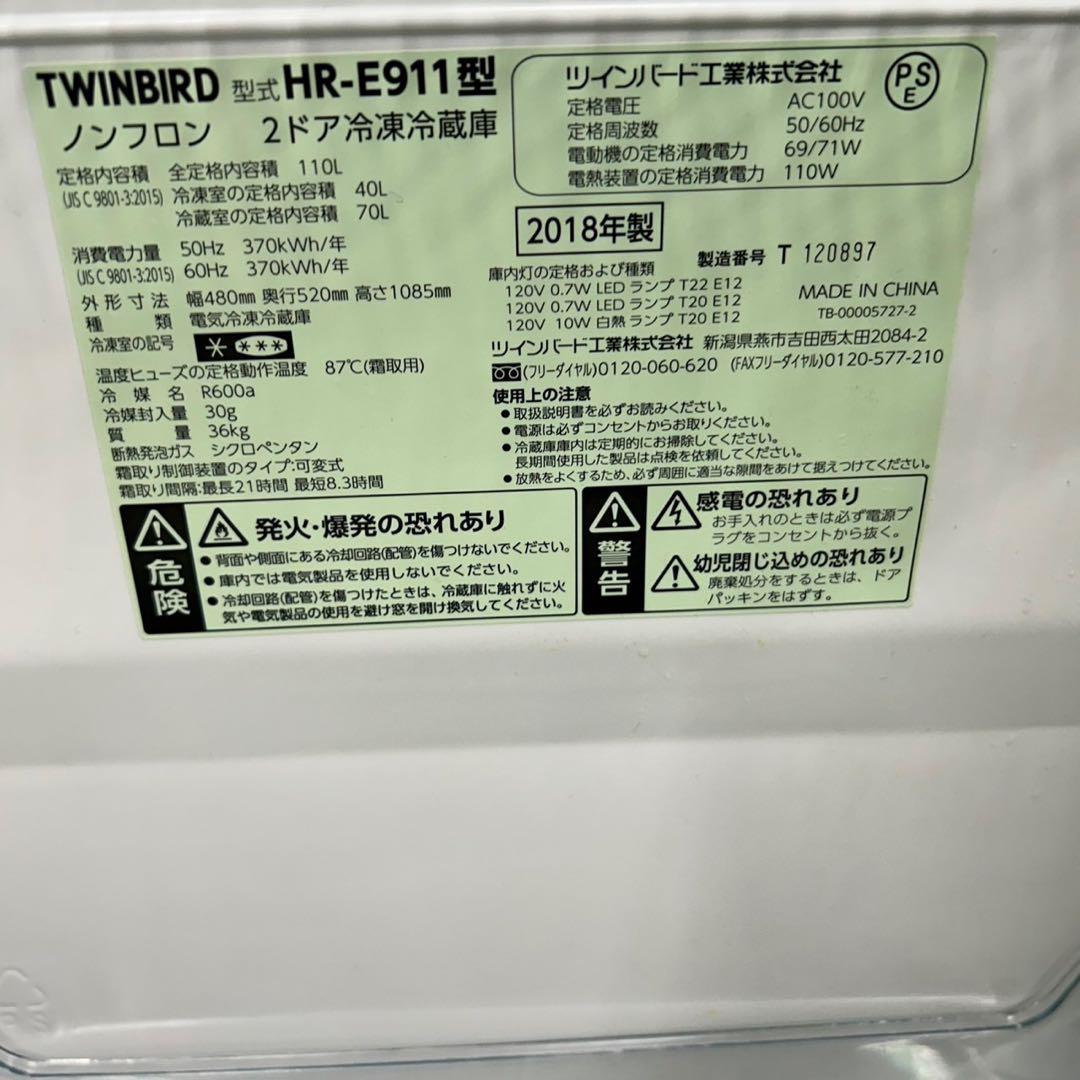 TWINBIRD 型式 HR-E911型
ノンフロン 2ドア冷凍冷蔵庫
定格内容積 全定格内容積 110L
(JIS C 9801-3:2015) 冷凍室の定格内容積 40L
冷蔵室の定格内容積 70L
消費電力量 50Hz 370kWh/年
(JIS C 9801-3:2015) 60Hz 370kWh/年
外形寸法 幅480mm 奥行520mm 高さ1085mm
種類 電気冷凍冷蔵庫
冷凍室の記号 * ***
温度ヒューズの定格動作温度 87℃(霜取用)
冷媒名 R600a
冷媒封入量 30g
質量 36kg
断熱発泡ガス シクロペンタン
霜取り制御装置のタイプ:可変式
霜取り間隔:最長21時間 最短8.3時間
ツインバード工業株式会社 PSE
定格電圧 AC100V
定格周波数 50/60Hz
電動機の定格消費電力 69/71W
電熱装置の定格消費電力 110W
2018年製 製造番号 T 120897
庫内灯の定格および種類
120V 0.7W LED ランプ T22 E12
120V 0.7W LED ランプ T20 E12
120V 10W 白熱 ランプ T20 E12
MADE IN CHINA
TB-00005727-2
ツインバード工業株式会社 新潟県燕市吉田西太田2084-2
(フリーダイヤル)0120-060-620 (FAXフリーダイヤル)0120-577-210
使用上の注意
●取扱説明書を必ずお読みください。
●電源は必ずコンセントからお取りください。
●冷蔵庫庫内は定期的にお掃除してください。
長期間使用した製品は点検を依頼してください。
●放熱をよくするため、必ず周囲に適当な隙間をあけて据えつけてください。
危険
発火・爆発の恐れあり
●背面や側面にある冷却回路(配管)を傷つけないでください。
●庫内では電気製品を使用しないでください。
●冷却回路(配管)を傷つけたときは、冷蔵庫に触れずに火
気や電気製品の使用を避け窓を開け換気してください。
警告
感電の恐れあり
お手入れのときは必ず電源プ
ラグをコンセントから抜く。
幼児閉じ込めの恐れあり
廃棄処分をするときは、ドア
パッキンをはずす。